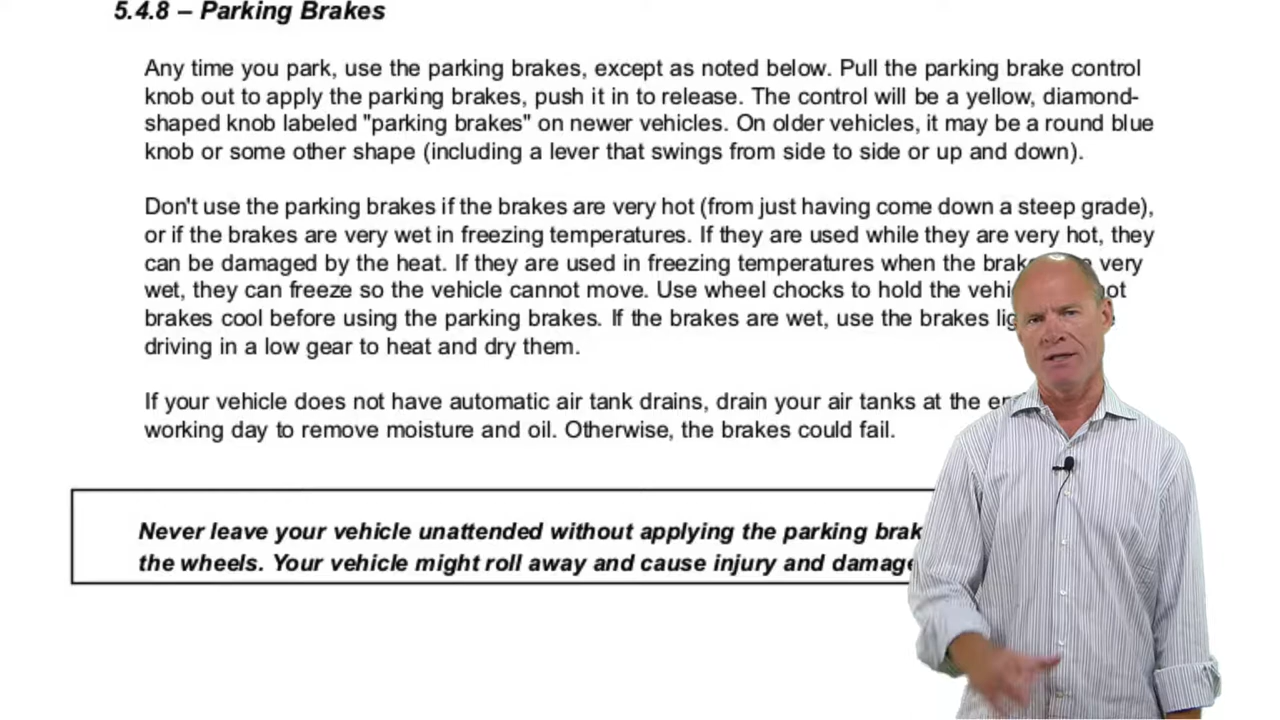 5.4.8 – Parking Brakes
Any time you park, use the parking brakes, except as noted below. Pull the parking brake control
knob out to apply the parking brakes, push it in to release. The control will be a yellow, diamond-
shaped knob labeled "parking brakes" on newer vehicles. On older vehicles, it may be a round blue
knob or some other shape (including a lever that swings from side to side or up and down).
Don't use the parking brakes if the brakes are very hot (from just having come down a steep grade),
or if the brakes are very wet in freezing temperatures. If they are used while they are very hot, they
can be damaged by the heat. If they are used in freezing temperatures when the very
wet, they can freeze so the vehicle cannot move. Use wheel chocks to hold the
brakes cool before using the parking brakes. If the brakes are wet, use the brakes
driving in a low gear to heat and dry them.
If your vehicle does not have automatic air tank drains, drain your air tanks at the
working day to remove moisture and oil. Otherwise, the brakes could fail.
Never leave your vehicle unattended without applying the parking
the wheels. Your vehicle might roll away and cause injury and damage